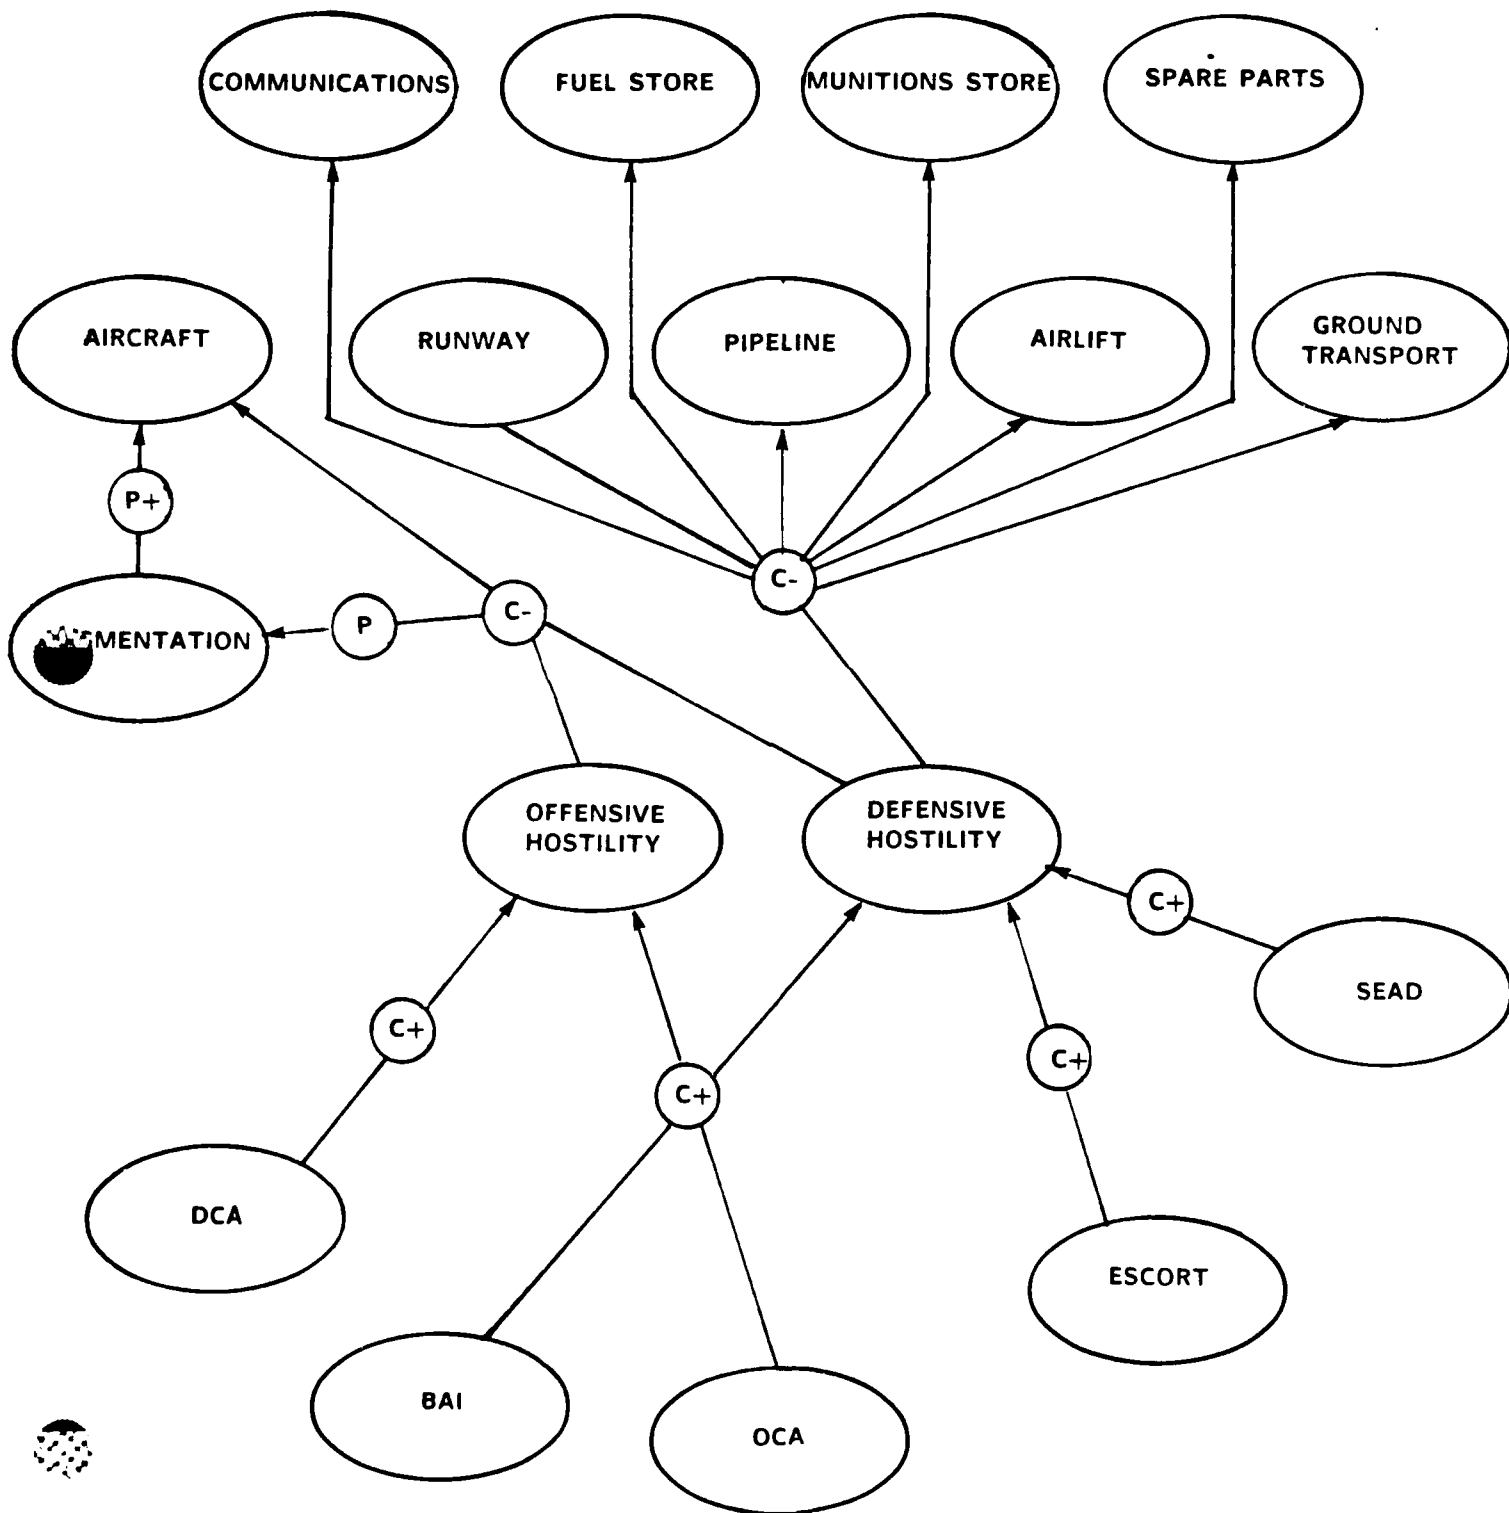 COMMUNICATIONS
FUEL STORE
MUNITIONS STORE
SPARE PARTS
AIRCRAFT
RUNWAY
PIPELINE
AIRLIFT
GROUND
TRANSPORT
P+
C-
C-
P
MENTATION
OFFENSIVE
HOSTILITY
DEFENSIVE
HOSTILITY
C+
SEAD
C+
C+
C+
DCA
ESCORT
BAI
OCA